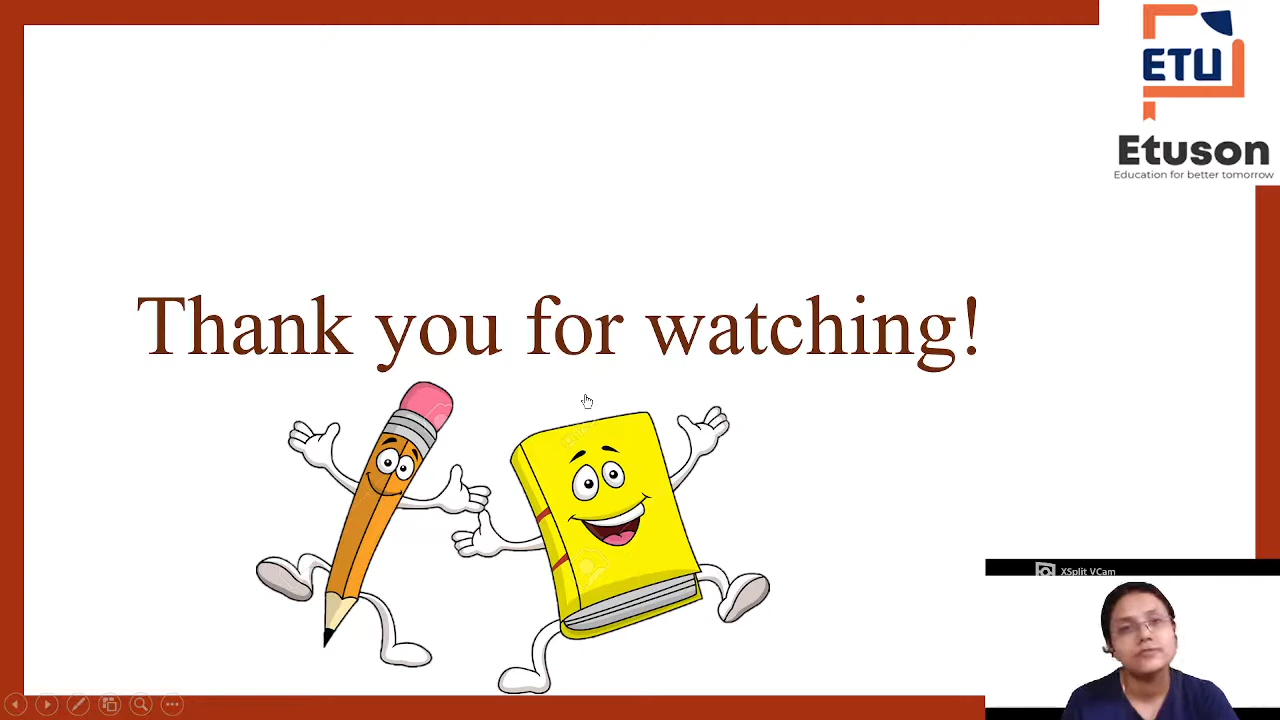 ETU
Etuson
Education for better tomorrow
Thank you for watching!
XSplit VCam